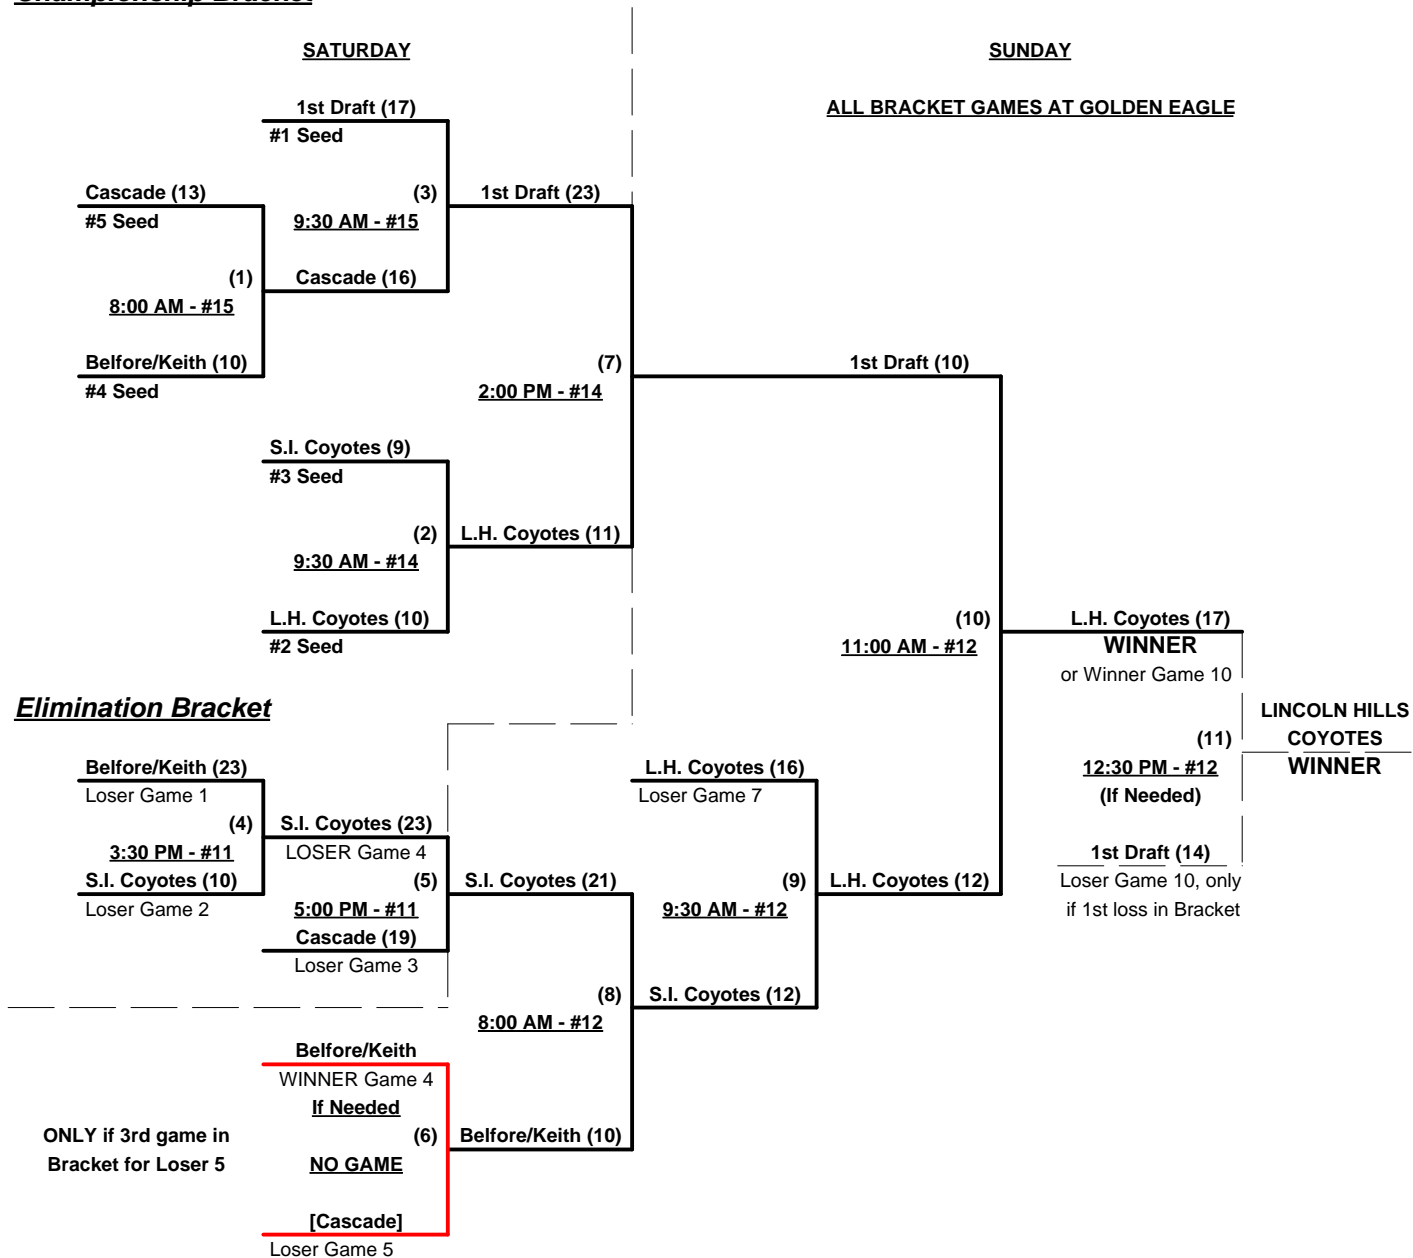 Championship Bracket
SATURDAY
SUNDAY
1st Draft (17)
ALL BRACKET GAMES AT GOLDEN EAGLE
#1 Seed
Cascade (13)
(3)
1st Draft (23)
#5 Seed
9:30 AM - #15
(1)
Cascade (16)
8:00 AM - #15
Belfore/Keith (10)
(7)
1st Draft (10)
#4 Seed
2:00 PM - #14
S.I. Coyotes (9)
#3 Seed
(2)
L.H. Coyotes (11)
9:30 AM - #14
L.H. Coyotes (10)
(10)
L.H. Coyotes (17)
#2 Seed
11:00 AM - #12
WINNER
or Winner Game 10
Elimination Bracket
LINCOLN HILLS
(11)
COYOTES
Belfore/Keith (23)
L.H. Coyotes (16)
12:30 PM - #12
WINNER
Loser Game 1
Loser Game 7
(If Needed)
(4)
S.I. Coyotes (23)
3:30 PM - #11
LOSER Game 4
1st Draft (14)
S.I. Coyotes (10)
(5)
S.I. Coyotes (21)
(9)
L.H. Coyotes (12)
Loser Game 10, only
Loser Game 2
5:00 PM - #11
9:30 AM - #12
if 1st loss in Bracket
Cascade (19)
Loser Game 3
(8)
S.I. Coyotes (12)
8:00 AM - #12
Belfore/Keith
WINNER Game 4
If Needed
ONLY if 3rd game in
(6)
Belfore/Keith (10)
Bracket for Loser 5
NO GAME
[Cascade]
Loser Game 5